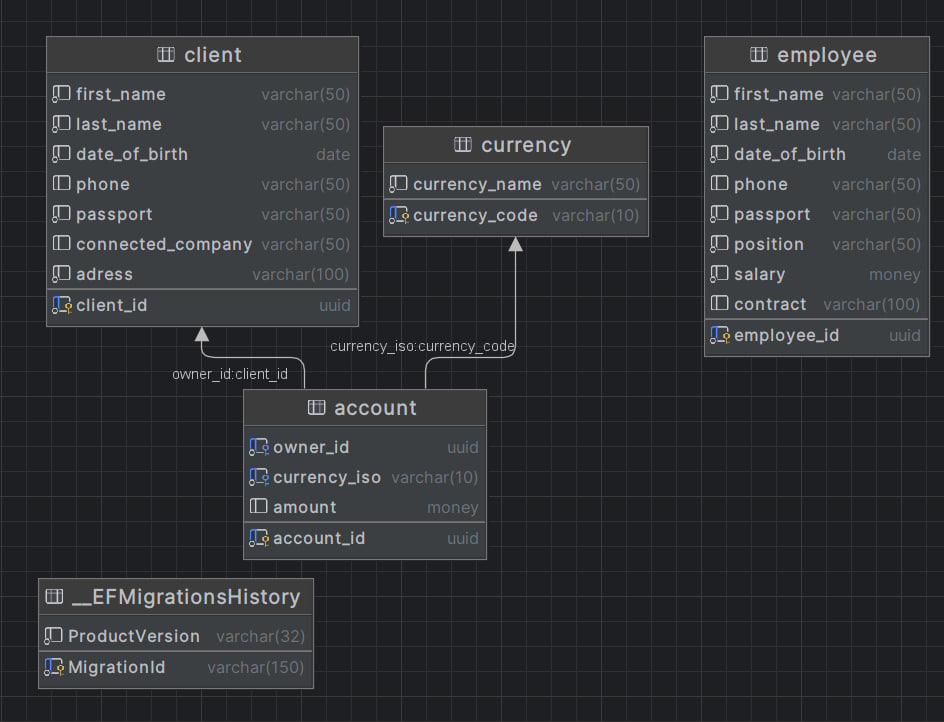 client
first_name varchar(50)
last_name varchar(50)
date_of_birth date
phone varchar(50)
passport varchar(50)
connected_company varchar(50)
adress varchar(100)
client_id uuid
currency
currency_name varchar(50)
currency_code varchar(10)
employee
first_name varchar(50)
last_name varchar(50)
date_of_birth date
phone varchar(50)
passport varchar(50)
position varchar(50)
salary money
contract varchar(100)
employee_id uuid
currency_iso:currency_code
owner_id:client_id
account
owner_id uuid
currency_iso varchar(10)
amount money
account_id uuid
__EFMigrationsHistory
ProductVersion varchar(32)
MigrationId varchar(150)